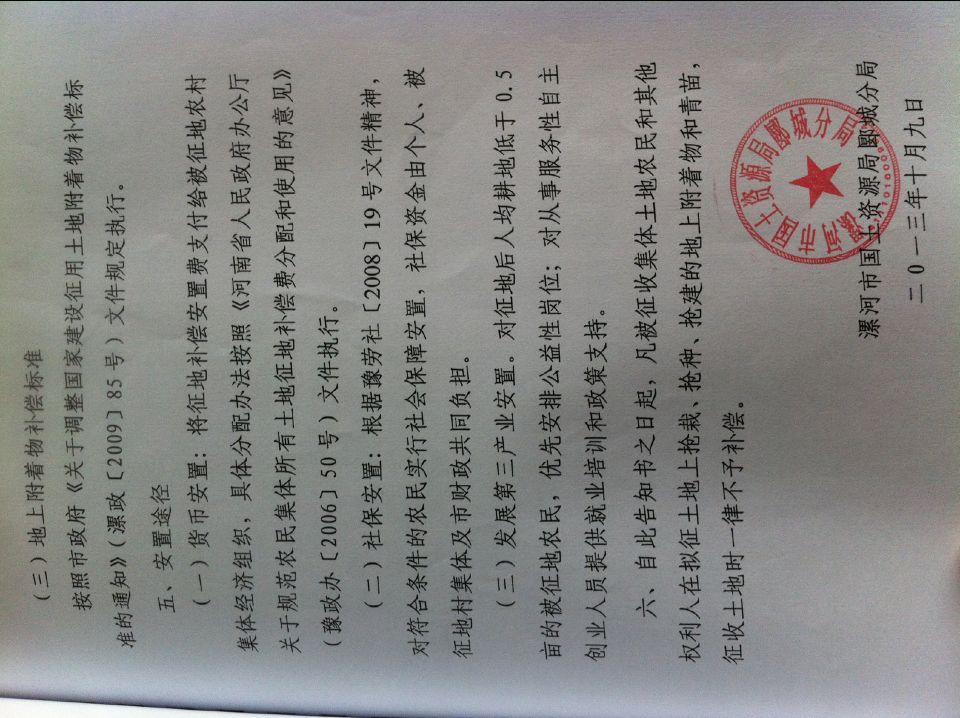 （三）地上附着物补偿标准
按照市政府《关于调整国家建设征用土地附着物补偿标
准的通知》（漯政〔2009〕85号）文件规定执行。
五、安置途径
（一）货币安置：将征地补偿安置费支付给被征地农村
集体经济组织，具体分配办法按照《河南省人民政府办公厅
关于规范农民集体所有土地征地补偿费分配和使用的意见》
（豫政办〔2006〕50号）文件执行。
（二）社保安置：根据豫劳社〔2008〕19号文件精神，
对符合条件的农民实行社会保障安置，社保资金由个人、被
征地村集体及市财政共同负担。
（三）发展第三产业安置。对征地后人均耕地低于0.5
亩的被征地农民，优先安排公益性岗位；对从事服务性自主
创业人员提供就业培训和政策支持。
六、自此告知书之日起，凡被征收集体土地农民和其他
权利人在拟征土地上抢栽、抢种、抢建的地上附着物和青苗，
征收土地时一律不予补偿。
漯河市国土资源局郾城分局
二0一三年十月九日
漯河市国土资源局郾城分局